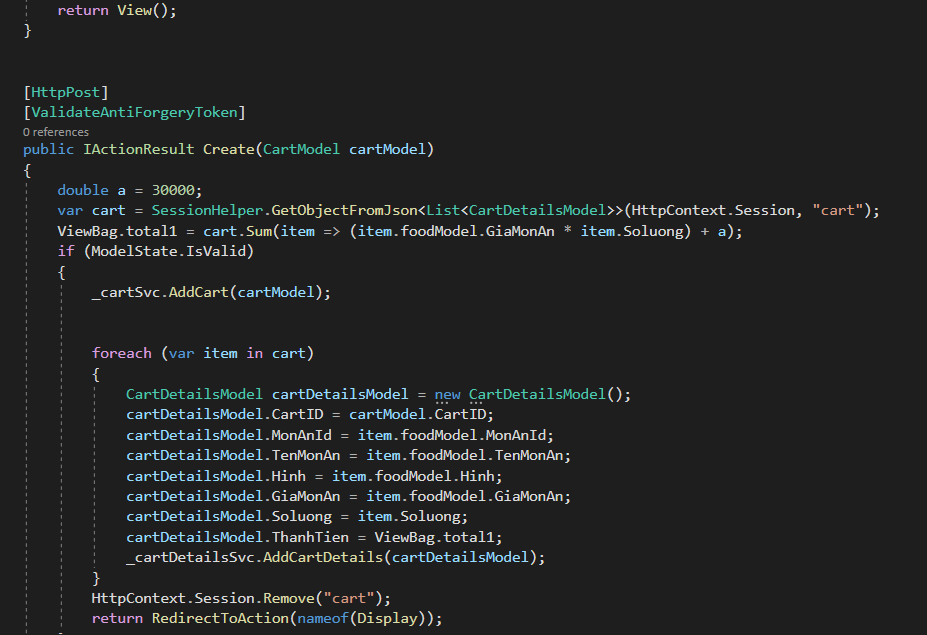 return View();
}
[HttpPost]
[ValidateAntiForgeryToken]
0 references
public IActionResult Create(CartModel cartModel)
{
double a = 30000;
var cart = SessionHelper.GetObjectFromJson<List<CartDetailsModel>>(HttpContext.Session, "cart");
ViewBag.total1 = cart.Sum(item => (item.foodModel.GiaMonAn * item.Soluong) + a);
if (ModelState.IsValid)
{
_cartSvc.AddCart(cartModel);
foreach (var item in cart)
{
CartDetailsModel cartDetailsModel = new CartDetailsModel();
cartDetailsModel.CartID = cartModel.CartID;
cartDetailsModel.MonAnId = item.foodModel.MonAnId;
cartDetailsModel.TenMonAn = item.foodModel.TenMonAn;
cartDetailsModel.Hinh = item.foodModel.Hinh;
cartDetailsModel.GiaMonAn = item.foodModel.GiaMonAn;
cartDetailsModel.Soluong = item.Soluong;
cartDetailsModel.ThanhTien = ViewBag.total1;
_cartDetailsSvc.AddCartDetails(cartDetailsModel);
}
HttpContext.Session.Remove("cart");
return RedirectToAction(nameof(Display));